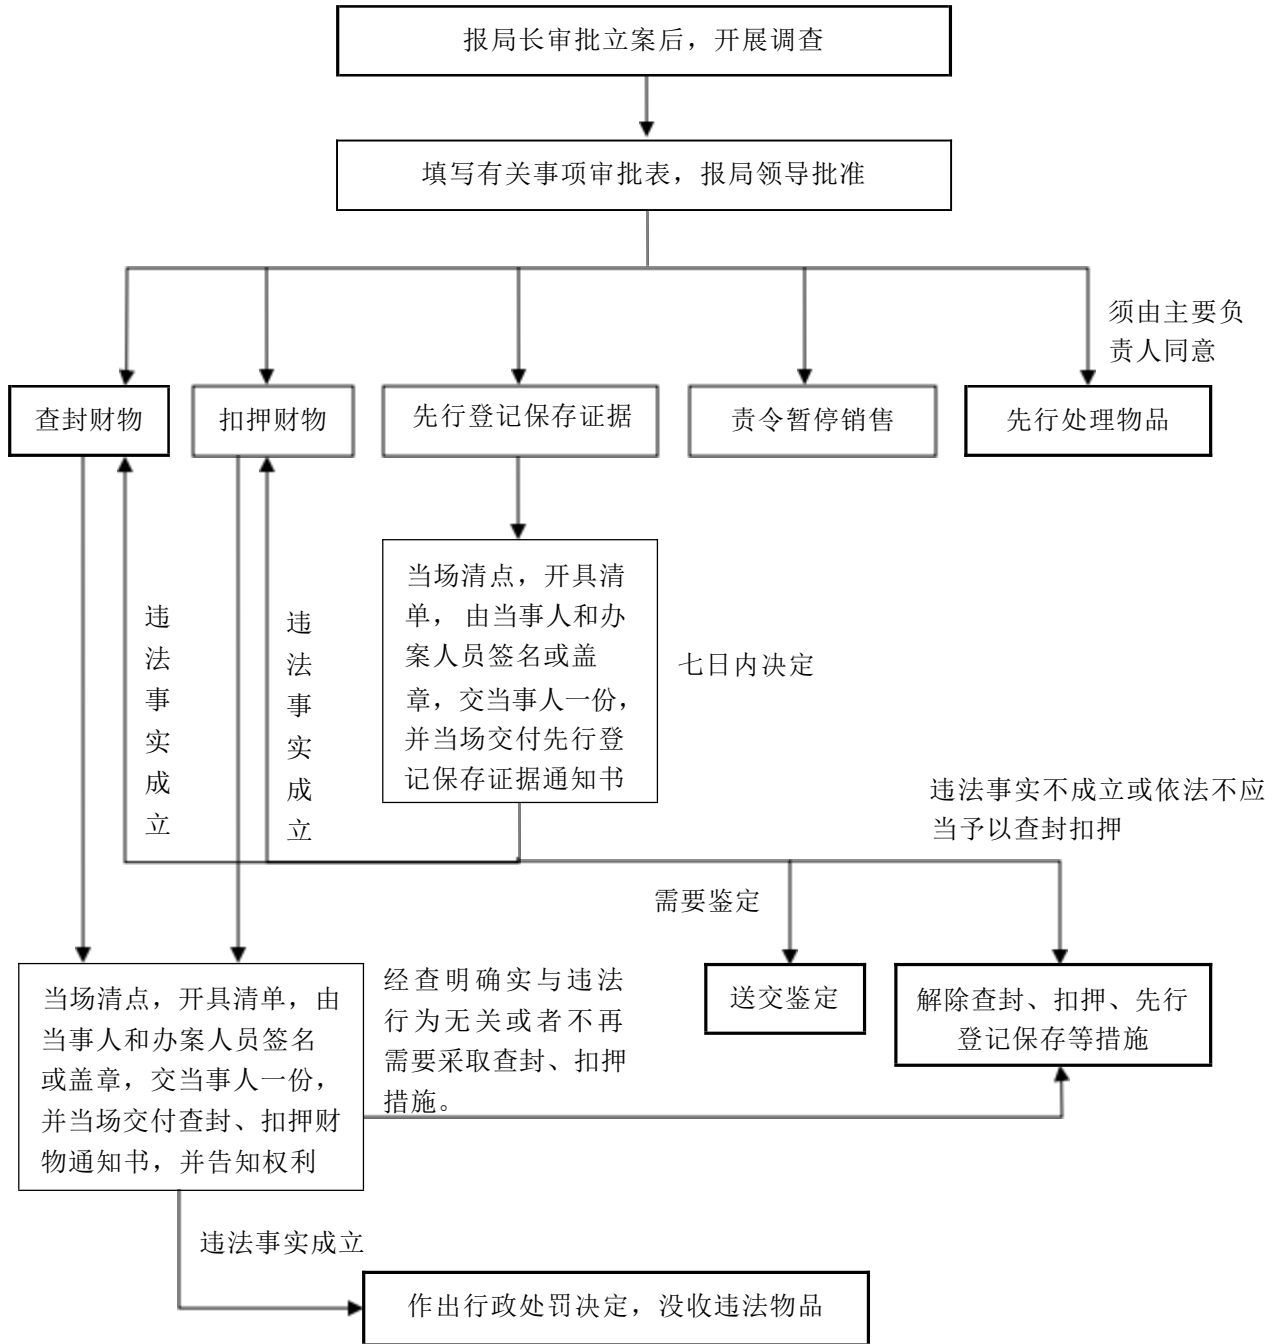 报局长审批立案后，开展调查
填写有关事项审批表，报局领导批准
须由主要负
责人同意
查封财物
扣押财物
先行登记保存证据
责令暂停销售
先行处理物品
违
法
事
实
成
立
违
法
事
实
成
立
当场清点，开具清
单， 由当事人和办
案人员签名或盖
章，交当事人一份，
并当场交付先行登
记保存证据通知书
七日内决定
违法事实不成立或依法不应
当予以查封扣押
需要鉴定
当场清点，开具清单，由
当事人和办案人员签名
或盖章，交当事人一份，
并当场交付查封、扣押财
物通知书，并告知权利
经查明确实与违法
行为无关或者不再
需要采取查封、扣押
措施。
送交鉴定
解除查封、扣押、先行
登记保存等措施
违法事实成立
作出行政处罚决定，没收违法物品